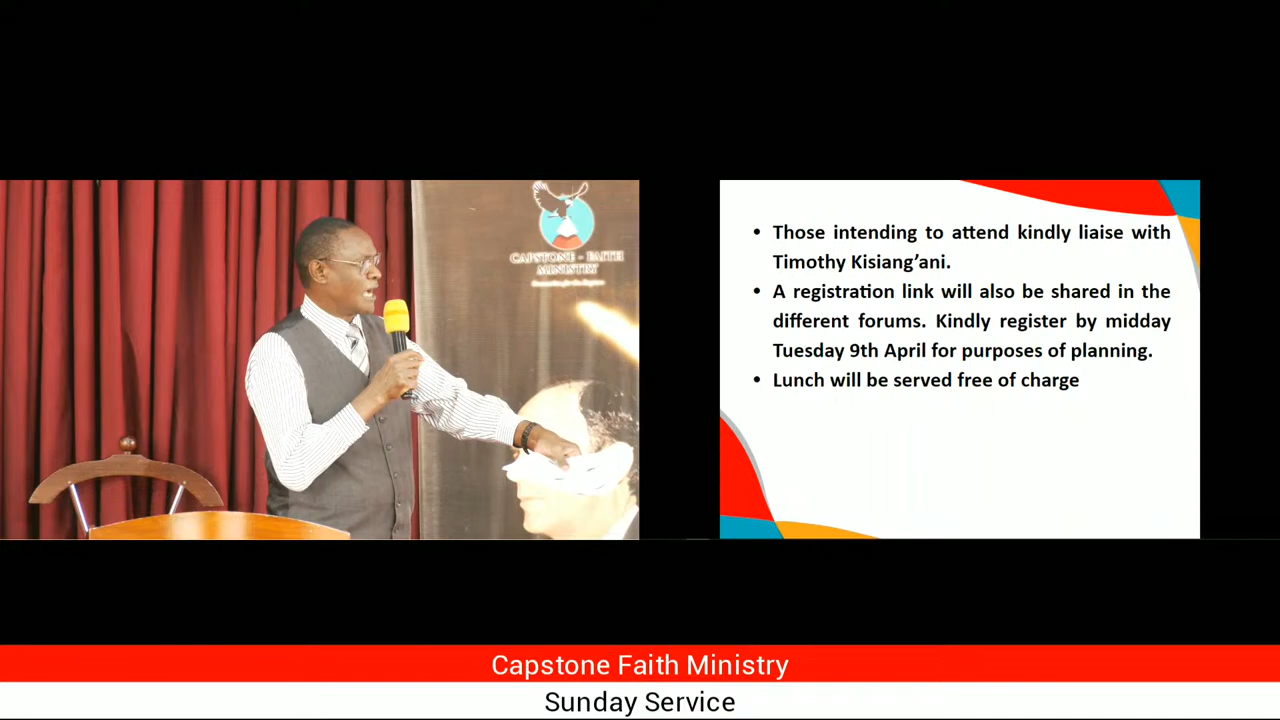 CAPSTONE - FAITH
MINISTRY
• Those intending to attend kindly liaise with
Timothy Kisiang’ani.
• A registration link will also be shared in the
different forums. Kindly register by midday
Tuesday 9th April for purposes of planning.
• Lunch will be served free of charge
Capstone Faith Ministry
Sunday Service